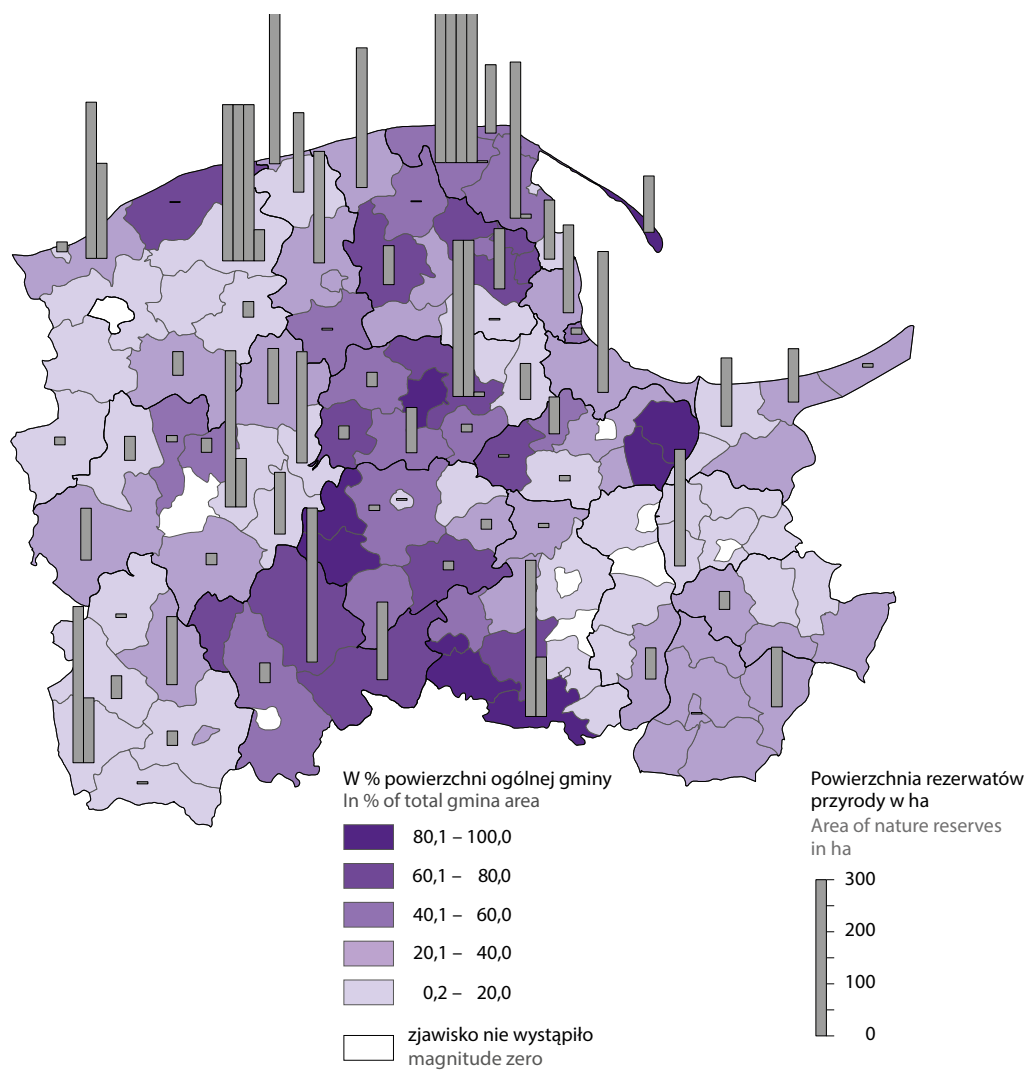 W % powierzchni ogólnej gminy
In % of total gmina area
80,1 – 100,0
60,1 – 80,0
40,1 – 60,0
20,1 – 40,0
0,2 – 20,0
zjawisko nie wystąpiło
magnitude zero
Powierzchnia rezerwatów
przyrody w ha
Area of nature reserves
in ha
300
200
100
0